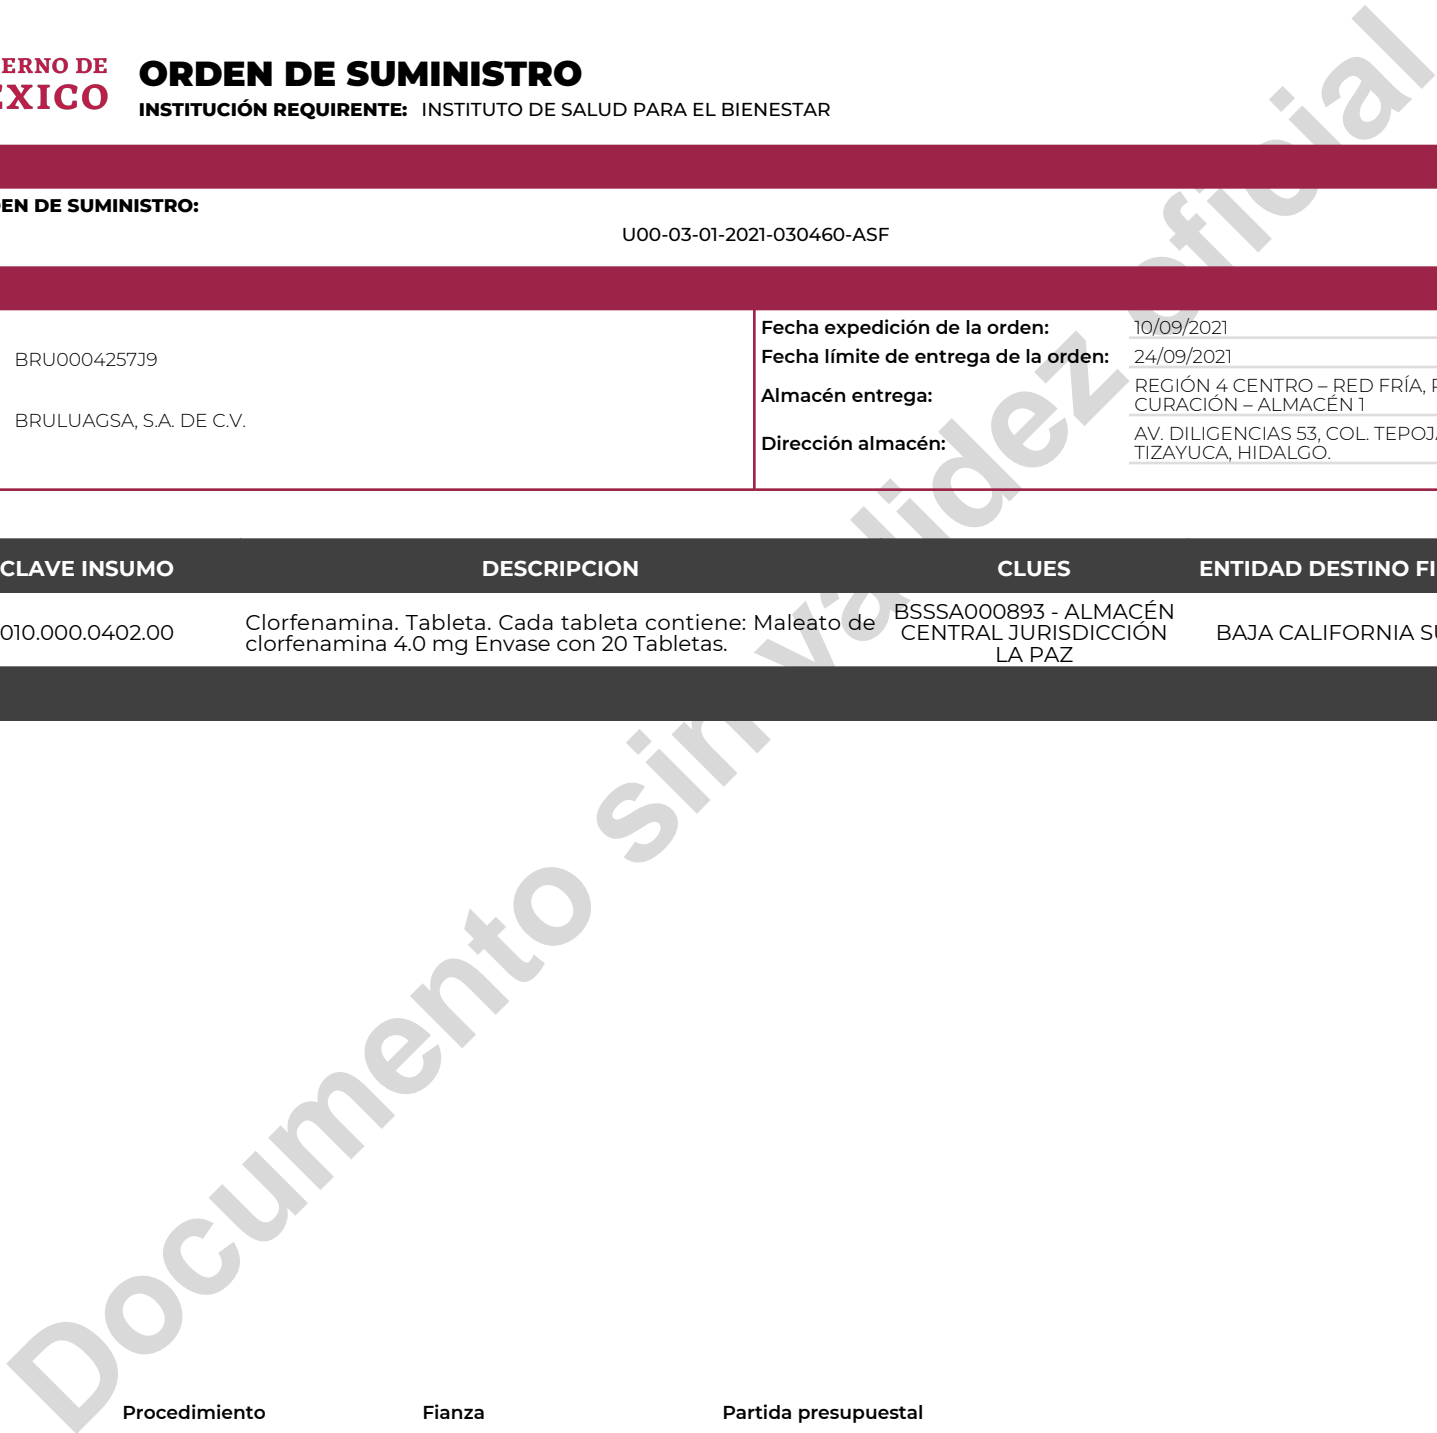 ERNO DE
EXICO
ORDEN DE SUMINISTRO
INSTITUCIÓN REQUIRENTE: INSTITUTO DE SALUD PARA EL BIENESTAR
EN DE SUMINISTRO:
U00-03-01-2021-030460-ASF
BRU0004257J9
BRULUAGSA, S.A. DE C.V.
Fecha expedición de la orden: 10/09/2021
Fecha límite de entrega de la orden: 24/09/2021
Almacén entrega: REGIÓN 4 CENTRO – RED FRÍA,
CURACIÓN – ALMACÉN 1
Dirección almacén: AV. DILIGENCIAS 53, COL. TEPOJ
TIZAYUCA, HIDALGO.
CLAVE INSUMO DESCRIPCION CLUES ENTIDAD DESTINO FI
010.000.0402.00
Clorfenamina. Tableta. Cada tableta contiene: Maleato de
clorfenamina 4.0 mg Envase con 20 Tabletas.
BSSSA000893 - ALMACÉN
CENTRAL JURISDICCIÓN
LA PAZ
BAJA CALIFORNIA S
Documento sin validez oficial
Procedimiento Fianza Partida presupuestal